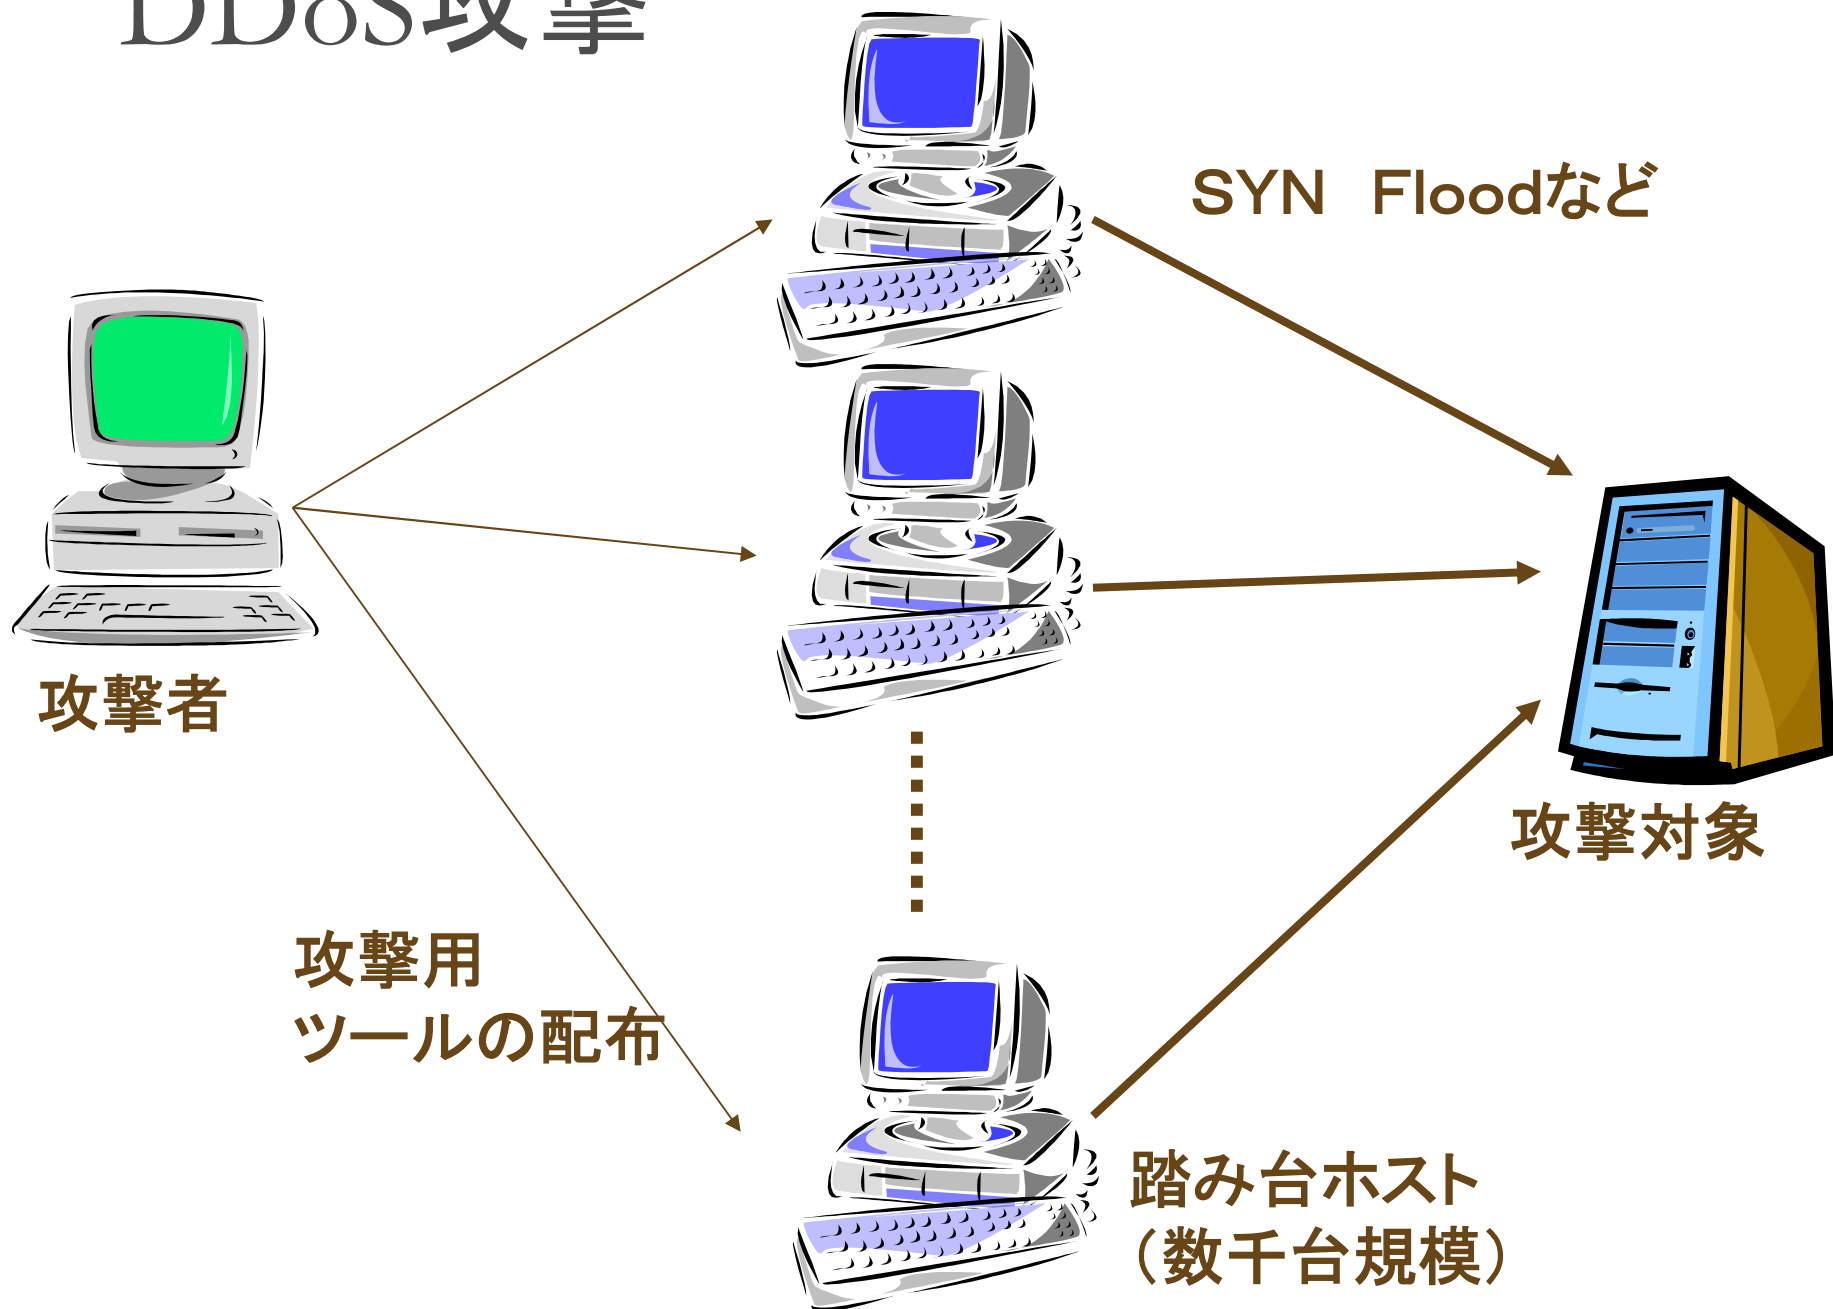 DDoS攻撃
SYN　Floodなど
攻撃者
攻撃対象
攻撃用
ツールの配布
踏み台ホスト
（数千台規模）